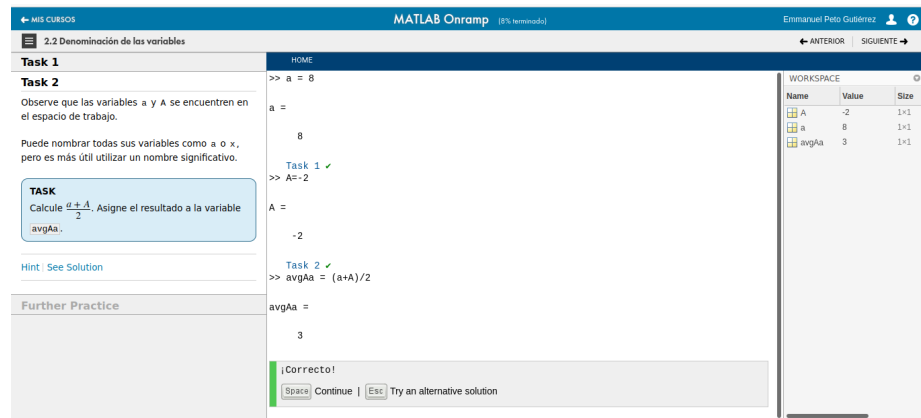 ← MIS CURSOS
MATLAB Onramp (8% terminado)
Emmanuel Peto Gutiérrez
2.2 Denominación de las variables
← ANTERIOR | SIGUIENTE →
Task 1
Task 2
Observe que las variables a y A se encuentren en
el espacio de trabajo.
Puede nombrar todas sus variables como a o x,
pero es más útil utilizar un nombre significativo.
TASK
Calcule (a + A)/2. Asigne el resultado a la variable
avgAa.
Hint | See Solution
Further Practice
HOME
>> a = 8
a =
8
Task 1 ✔
>> A=-2
A =
-2
Task 2 ✔
>> avgAa = (a+A)/2
avgAa =
3
¡Correcto!
Space Continue | Esc Try an alternative solution
WORKSPACE
Name Value Size
A -2 1×1
a 8 1×1
avgAa 3 1×1